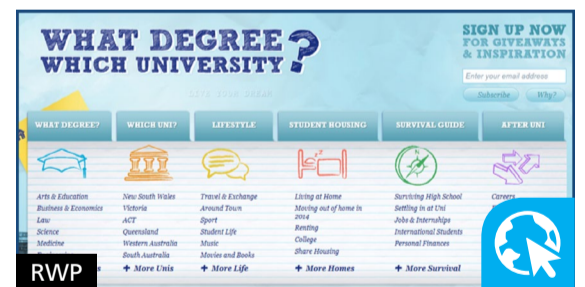 WHAT DEGREE
WHICH UNIVERSITY?
SIGN UP NOW
FOR GIVEAWAYS
& INSPIRATION
Enter your email address
Subscribe Why?
WHAT DEGREE? WHICH UNI? LIFESTYLE STUDENT HOUSING SURVIVAL GUIDE AFTER UNI
Arts & Education
Business & Economics
Law
Science
Medicine
New South Wales
Victoria
ACT
Queensland
Western Australia
South Australia
+ More Unis
Travel & Exchange
Around Town
Sport
Student Life
Music
Movies and Books
+ More Life
Living at Home
Moving out of home in
2014
Renting
College
Share Housing
+ More Homes
Surviving High School
Settling in at Uni
Jobs & Internships
International Students
Personal Finances
+ More Survival
Careers
RWP